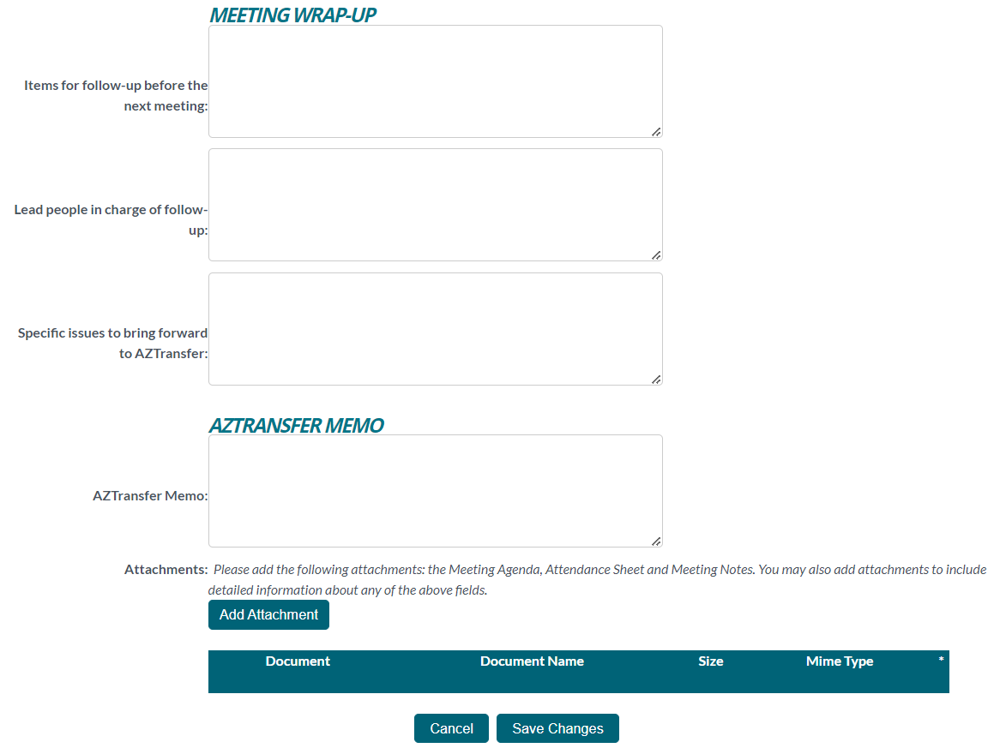 MEETING WRAP-UP
Items for follow-up before the
next meeting:
Lead people in charge of follow-
up:
Specific issues to bring forward
to AZTransfer:
AZTRANSFER MEMO
AZTransfer Memo:
Attachments: Please add the following attachments: the Meeting Agenda, Attendance Sheet and Meeting Notes. You may also add attachments to include
detailed information about any of the above fields.
Add Attachment
Document Document Name Size Mime Type *
Cancel Save Changes